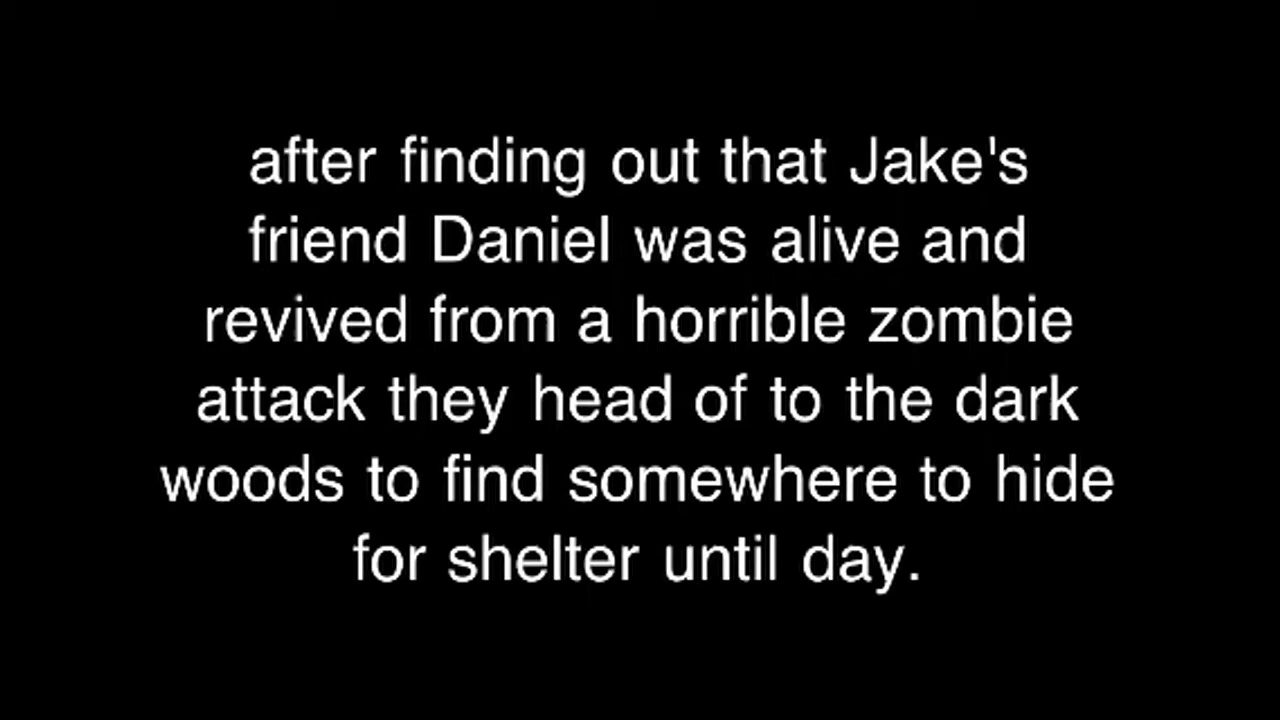 after finding out that Jake's
friend Daniel was alive and
revived from a horrible zombie
attack they head of to the dark
woods to find somewhere to hide
for shelter until day.